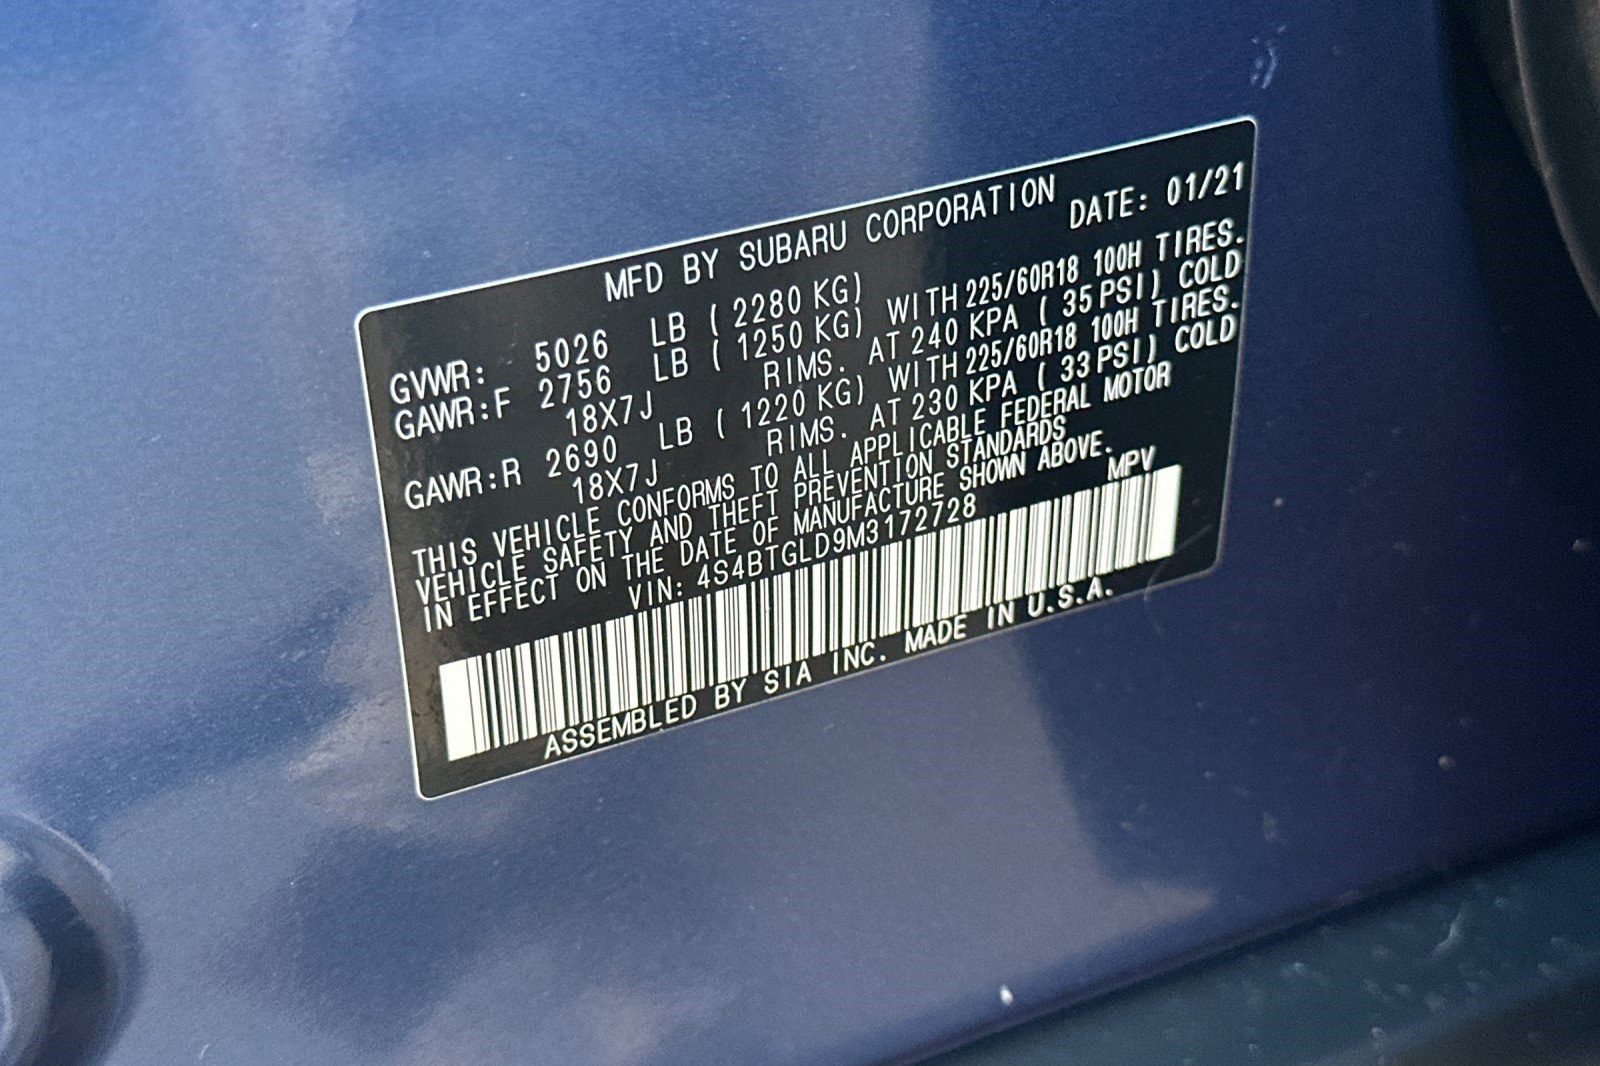 MFD BY SUBARU CORPORATION
DATE: 01/21
GVWR: 5026 LB ( 2280 KG)
GAWR:F 2756 LB ( 1250 KG) WITH 225/60R18 100H TIRES.
18X7J RIMS. AT 240 KPA ( 35 PSI) COLD
GAWR:R 2690 LB ( 1220 KG) WITH 225/60R18 100H TIRES.
18X7J RIMS. AT 230 KPA ( 33 PSI) COLD
THIS VEHICLE CONFORMS TO ALL APPLICABLE FEDERAL MOTOR
VEHICLE SAFETY AND THEFT PREVENTION STANDARDS
IN EFFECT ON THE DATE OF MANUFACTURE SHOWN ABOVE.
VIN: 4S4BTGLD9M3172728 MPV
ASSEMBLED BY SIA INC. MADE IN U.S.A.